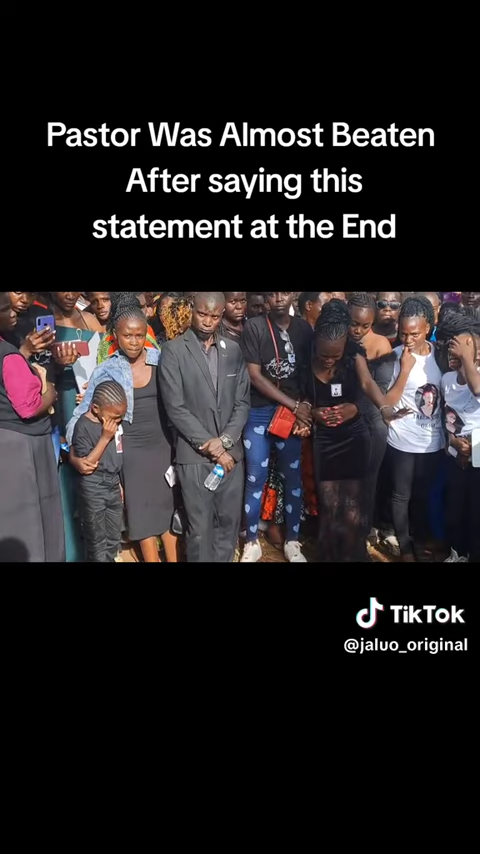 Pastor Was Almost Beaten
After saying this
statement at the End
TikTok
@jaluo_original